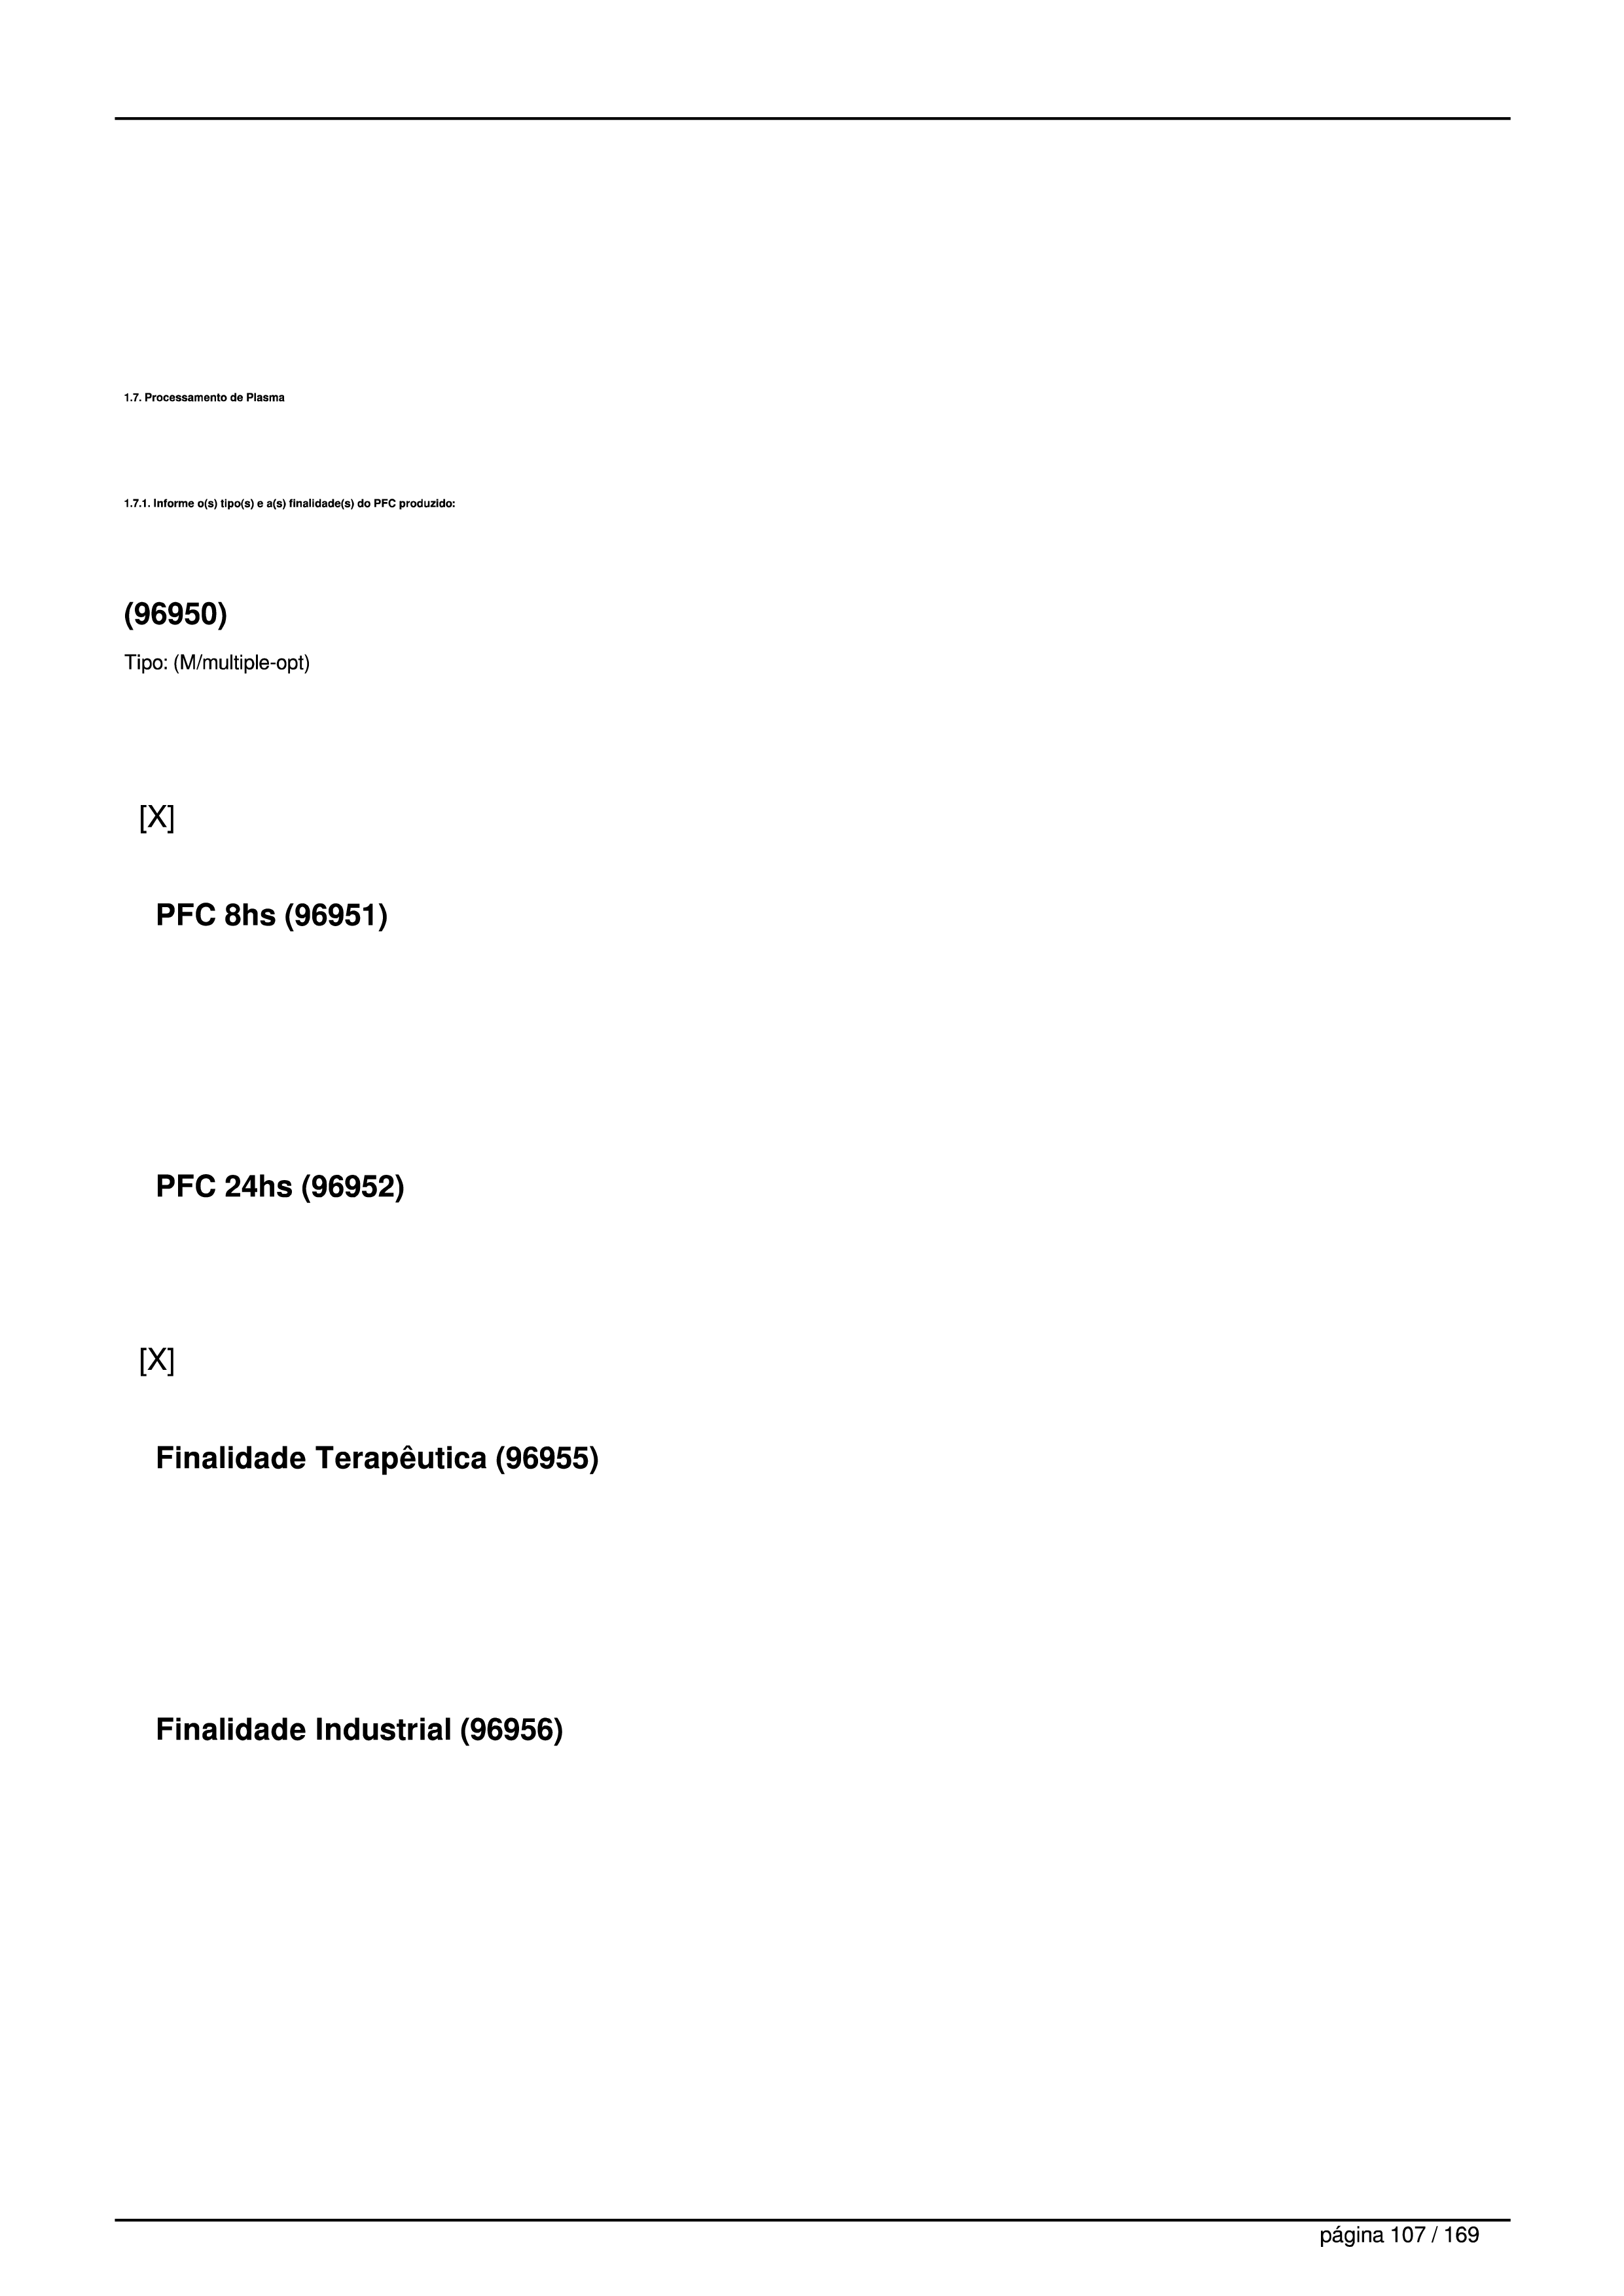 1.7. Processamento de Plasma
1.7.1. Informe o(s) tipo(s) e a(s) finalidade(s) do PFC produzido:
(96950)
Tipo: (M/multiple-opt)
[X]
PFC 8hs (96951)
PFC 24hs (96952)
[X]
Finalidade Terapêutica (96955)
Finalidade Industrial (96956)
página 107 / 169